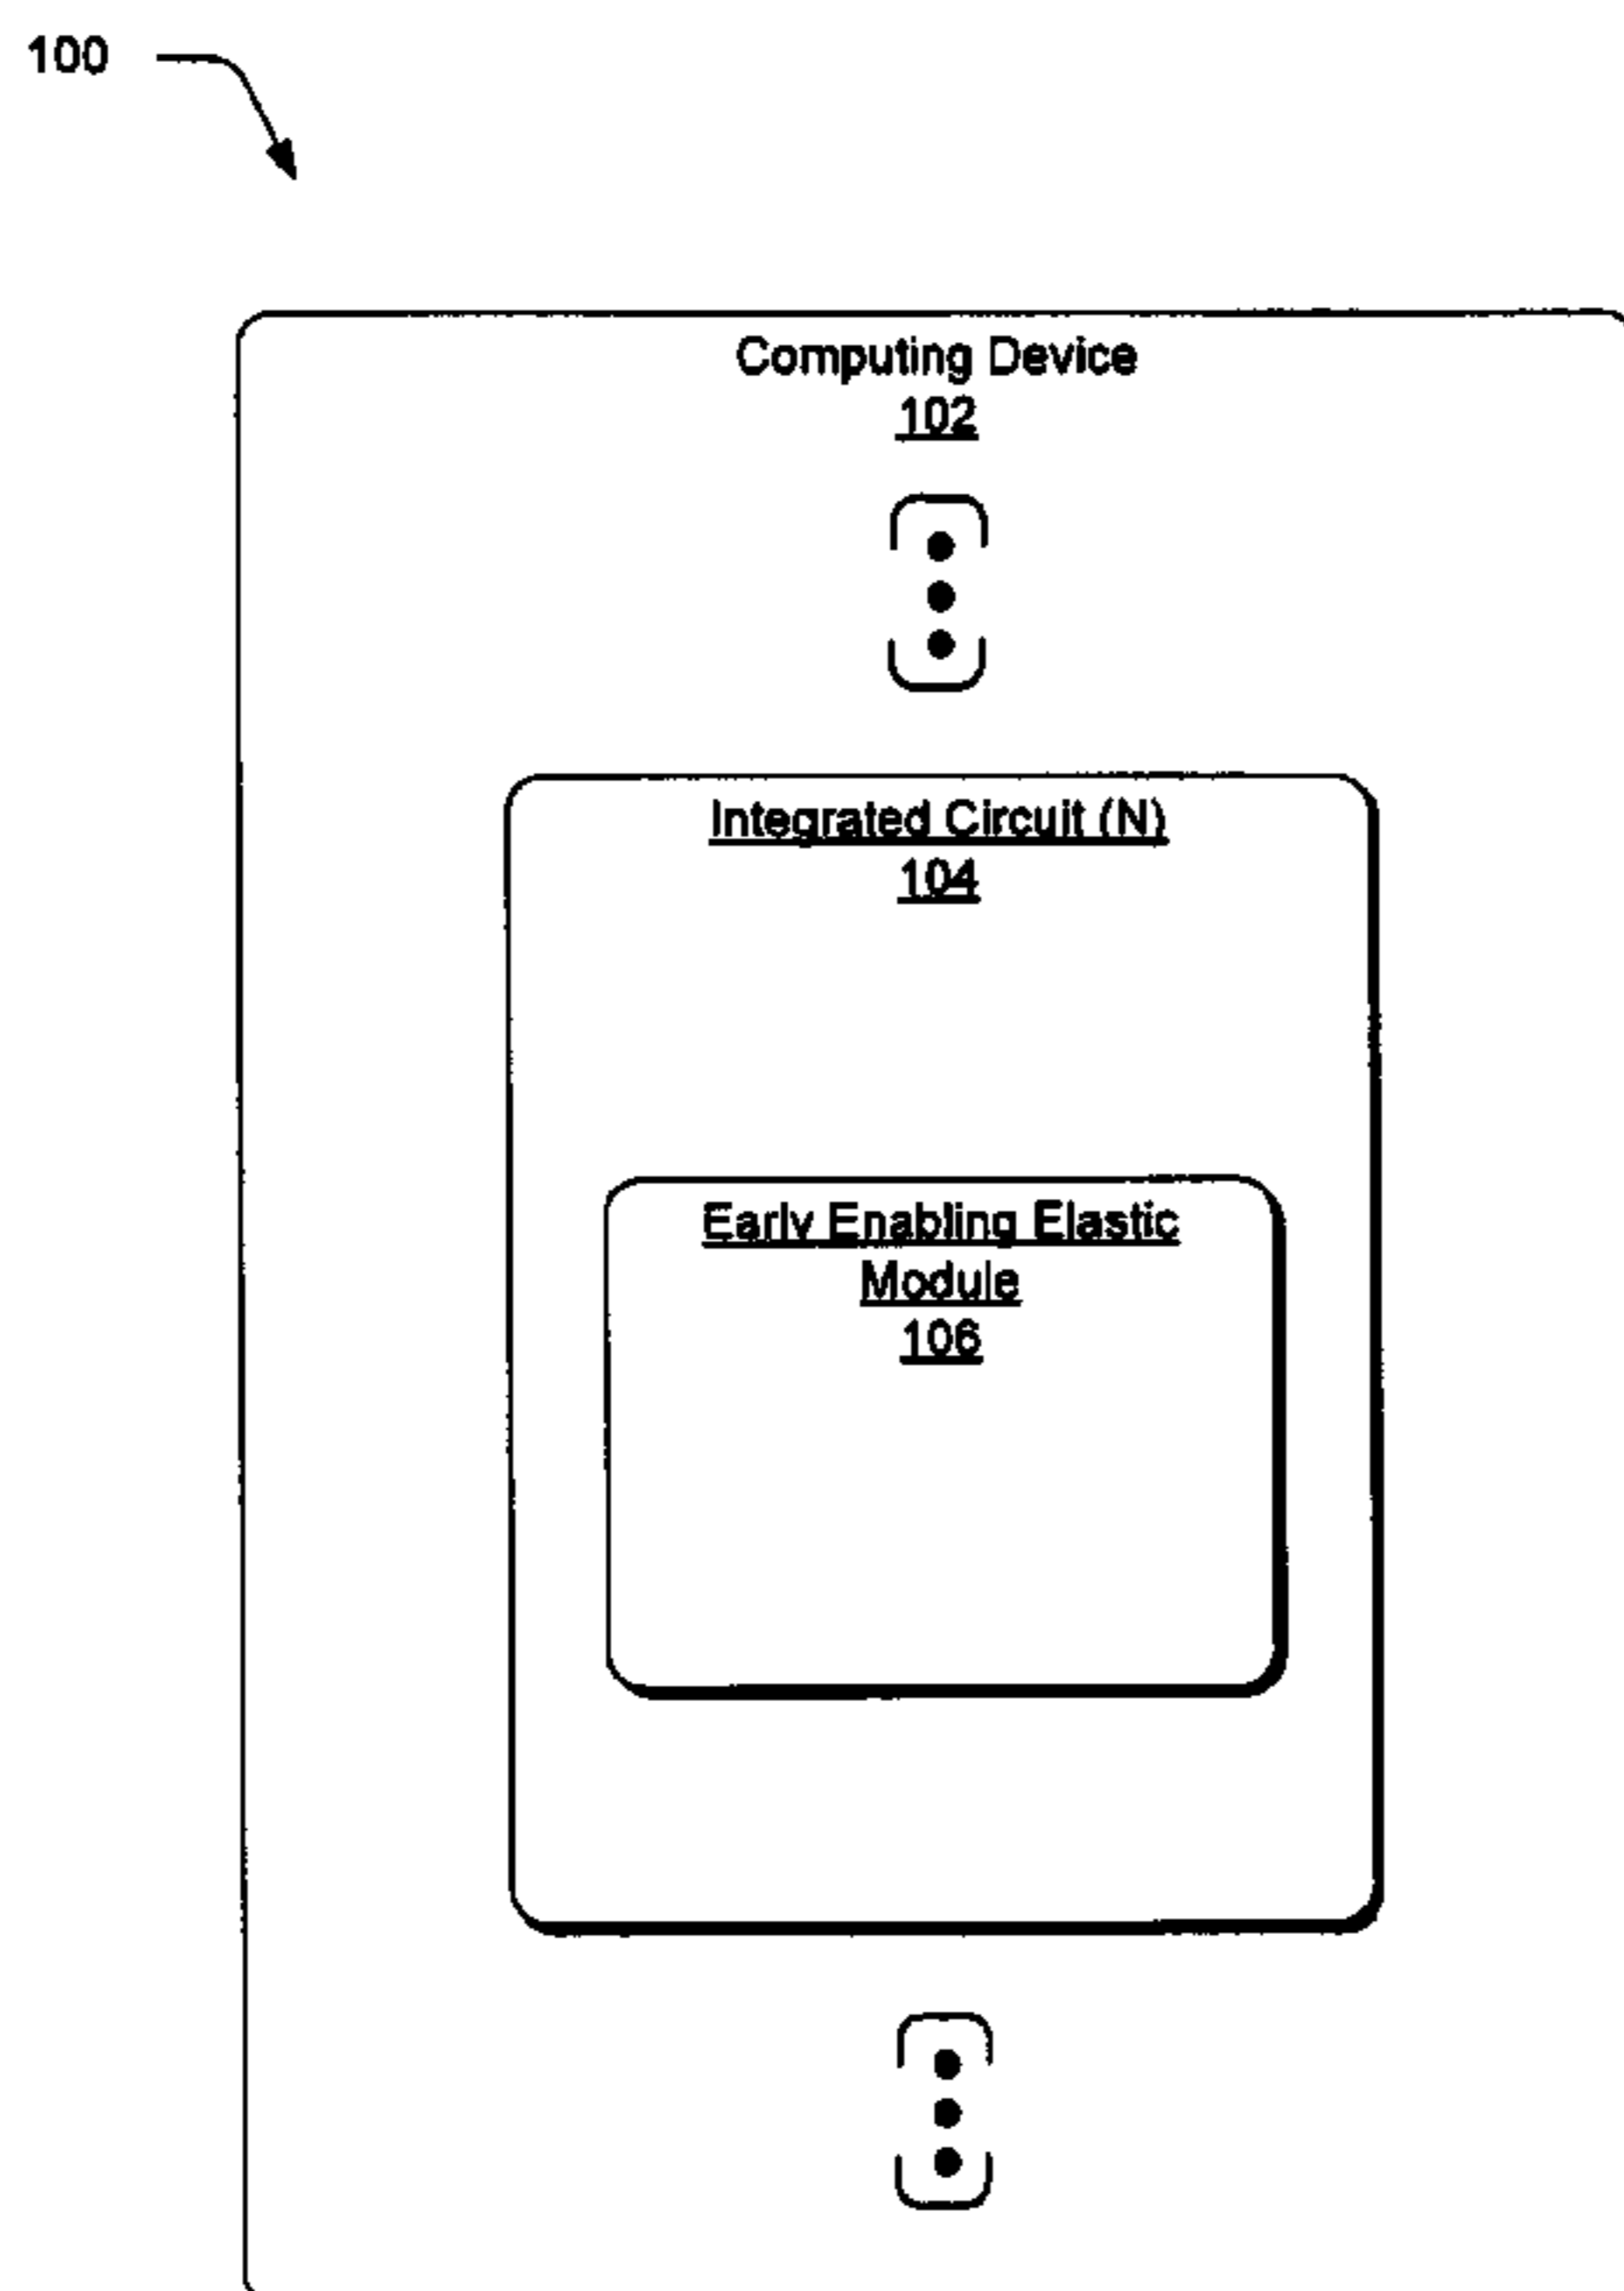 100
Computing Device
102
Integrated Circuit (N)
104
Early Enabling Elastic
Module
106